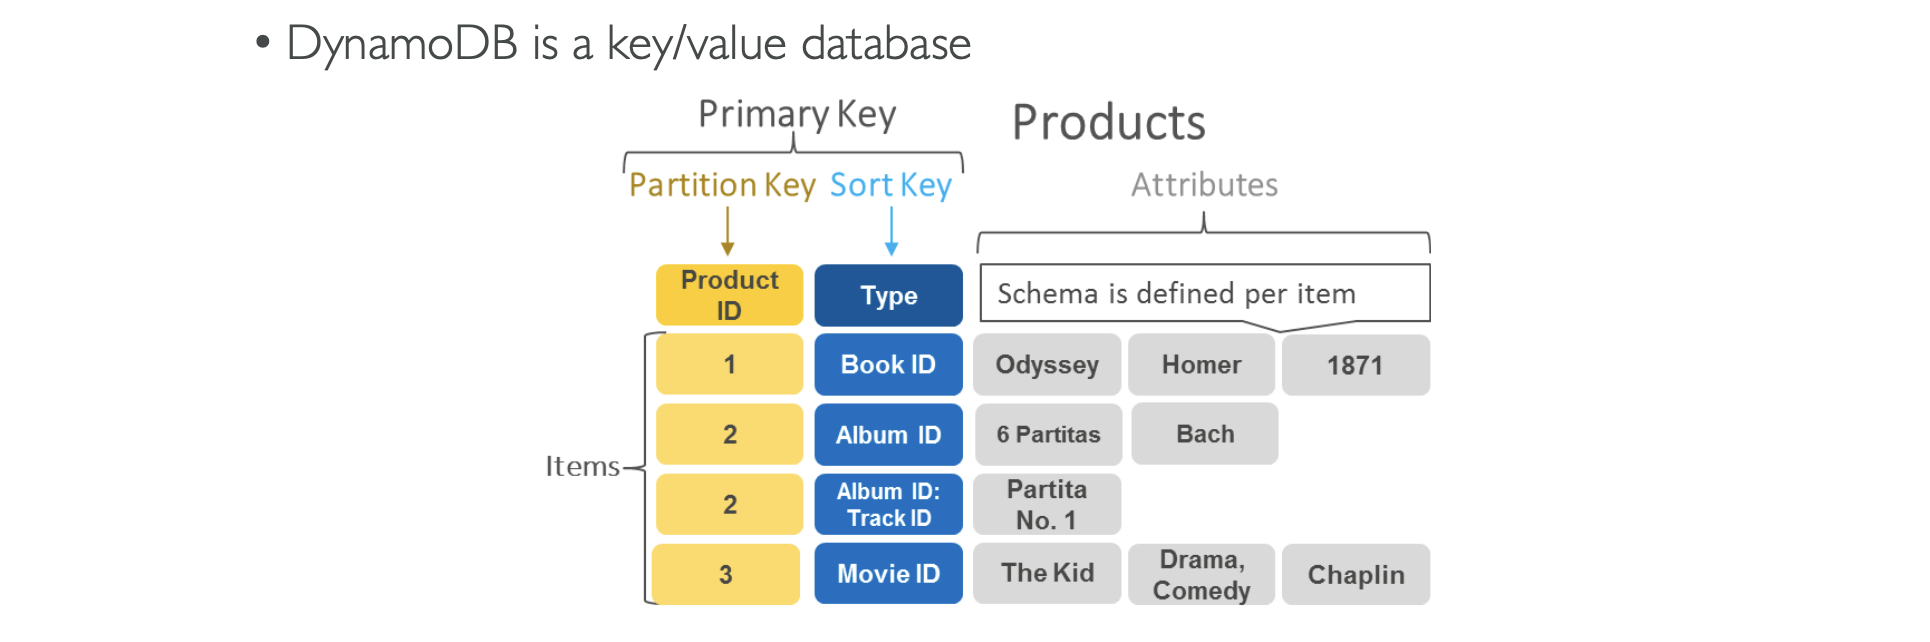 • DynamoDB is a key/value database
Primary Key
Products
Partition Key
Sort Key
Attributes
Product
ID
Type
Schema is defined per item
1
Book ID
Odyssey
Homer
1871
Items
2
Album ID
6 Partitas
Bach
2
Album ID:
Track ID
Partita
No. 1
3
Movie ID
The Kid
Drama,
Comedy
Chaplin